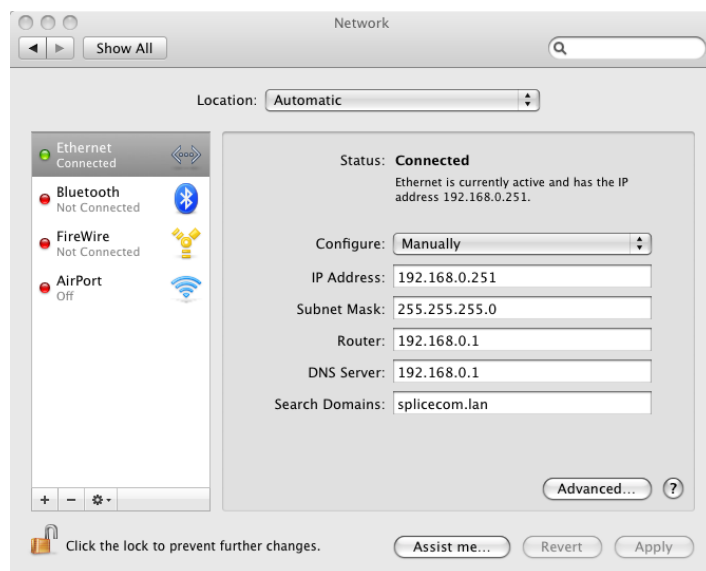 Network
Show All
Location: Automatic
Ethernet
Connected
Bluetooth
Not Connected
FireWire
Not Connected
AirPort
Off
Status: Connected
Ethernet is currently active and has the IP
address 192.168.0.251.
Configure: Manually
IP Address: 192.168.0.251
Subnet Mask: 255.255.255.0
Router: 192.168.0.1
DNS Server: 192.168.0.1
Search Domains: splicecom.lan
Advanced... ?
+ −
Click the lock to prevent further changes.
Assist me... Revert Apply